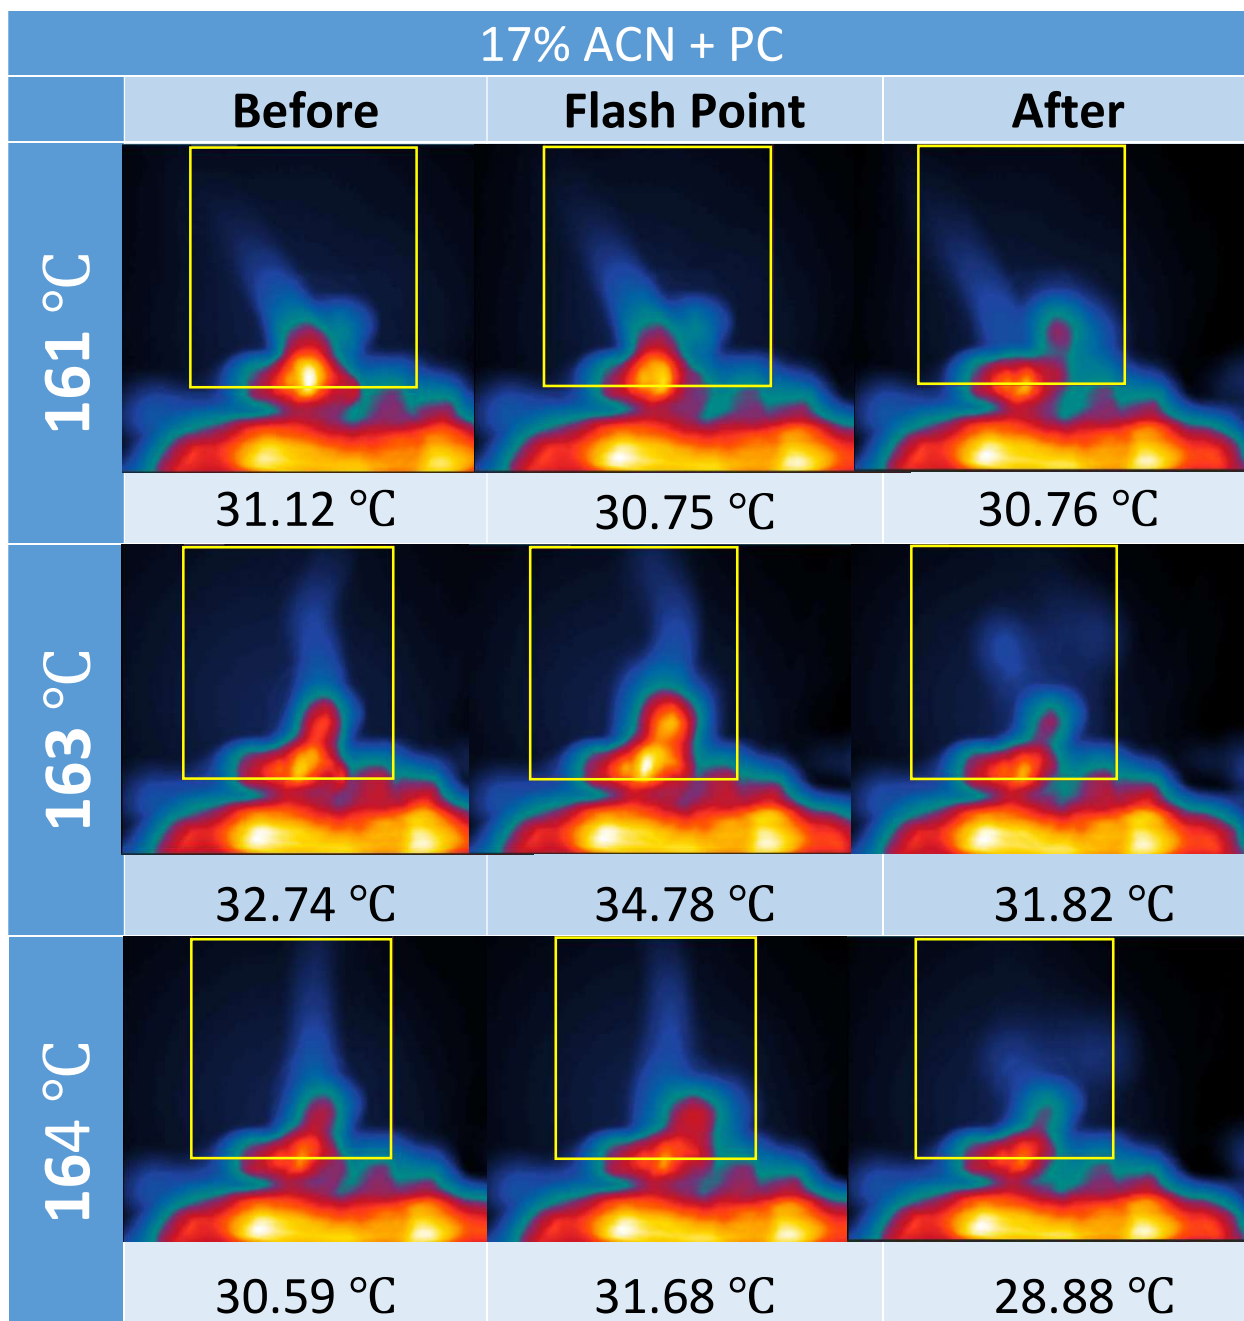 17% ACN + PC
Before
Flash Point
After
161 °C
31.12 °C
30.75 °C
30.76 °C
163 °C
32.74 °C
34.78 °C
31.82 °C
164 °C
30.59 °C
31.68 °C
28.88 °C